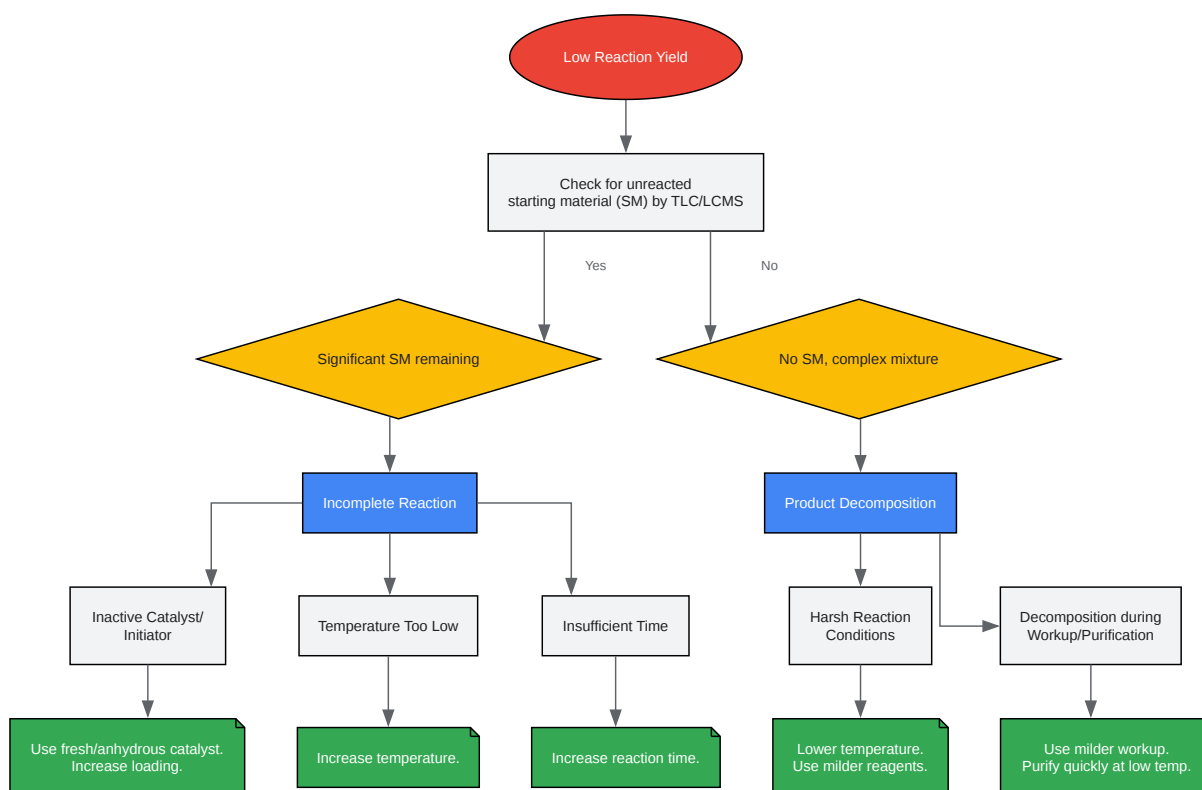 Low Reaction Yield
Check for unreacted
starting material (SM) by TLC/LCMS
Yes
No
Significant SM remaining
No SM, complex mixture
Incomplete Reaction
Product Decomposition
Inactive Catalyst/
Initiator
Temperature Too Low
Insufficient Time
Harsh Reaction
Conditions
Decomposition during
Workup/Purification
Use fresh/anhydrous catalyst.
Increase loading.
Increase temperature.
Increase reaction time.
Lower temperature.
Use milder reagents.
Use milder workup.
Purify quickly at low temp.